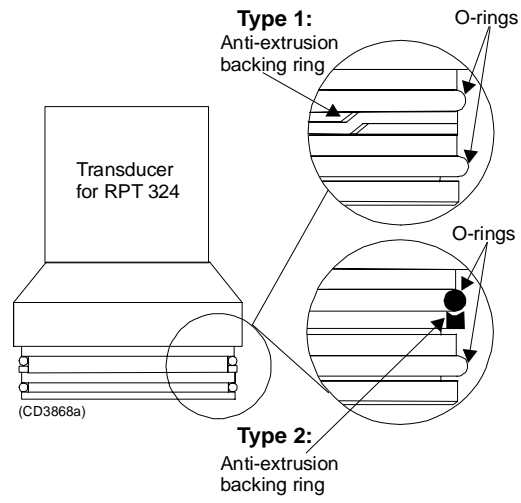 Type 1:
Anti-extrusion
backing ring
O-rings
Transducer
for RPT 324
O-rings
(CD3868a)
Type 2:
Anti-extrusion
backing ring